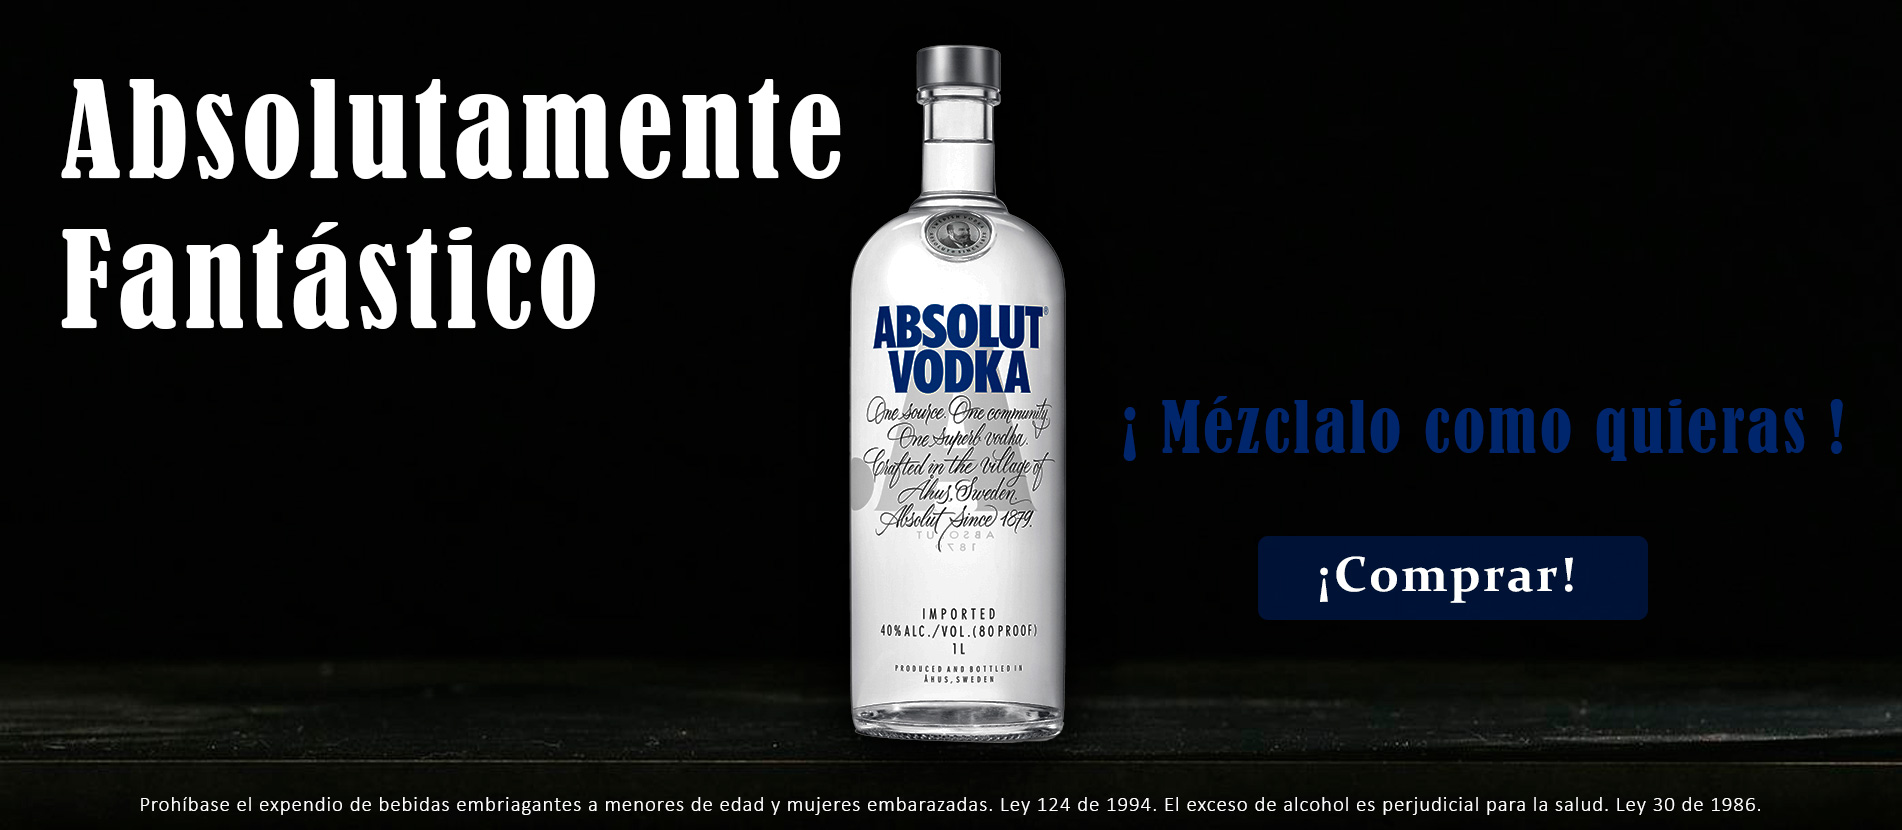 Absolutamente
Fantástico
ABSOLUT
VODKA
One source. One community.
One superb vodka.
Crafted in the village of
Åhus, Sweden.
Absolut Since 1879.
IMPORTED
40%ALC./VOL.(80PROOF)
1L
PRODUCED AND BOTTLED IN
ÅHUS, SWEDEN
¡ Mézclalo como quieras !
¡Comprar!
Prohíbase el expendio de bebidas embriagantes a menores de edad y mujeres embarazadas. Ley 124 de 1994. El exceso de alcohol es perjudicial para la salud. Ley 30 de 1986.